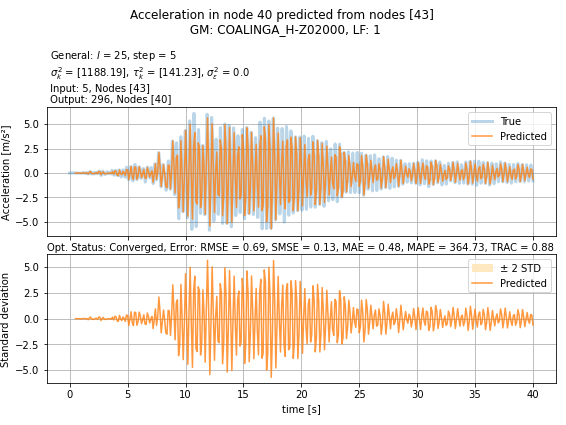 Acceleration in node 40 predicted from nodes [43]
GM: COALINGA_H-Z02000, LF: 1
General: l = 25, step = 5
σ²ₖ = [1188.19], τ²ₖ = [141.23], σ²ε = 0.0
Input: 5, Nodes [43]
Output: 296, Nodes [40]
Acceleration [m/s²]
5.0
2.5
0.0
−2.5
−5.0
True
Predicted
Opt. Status: Converged, Error: RMSE = 0.69, SMSE = 0.13, MAE = 0.48, MAPE = 364.73, TRAC = 0.88
Standard deviation
5.0
2.5
0.0
−2.5
−5.0
± 2 STD
Predicted
0 5 10 15 20 25 30 35 40
time [s]